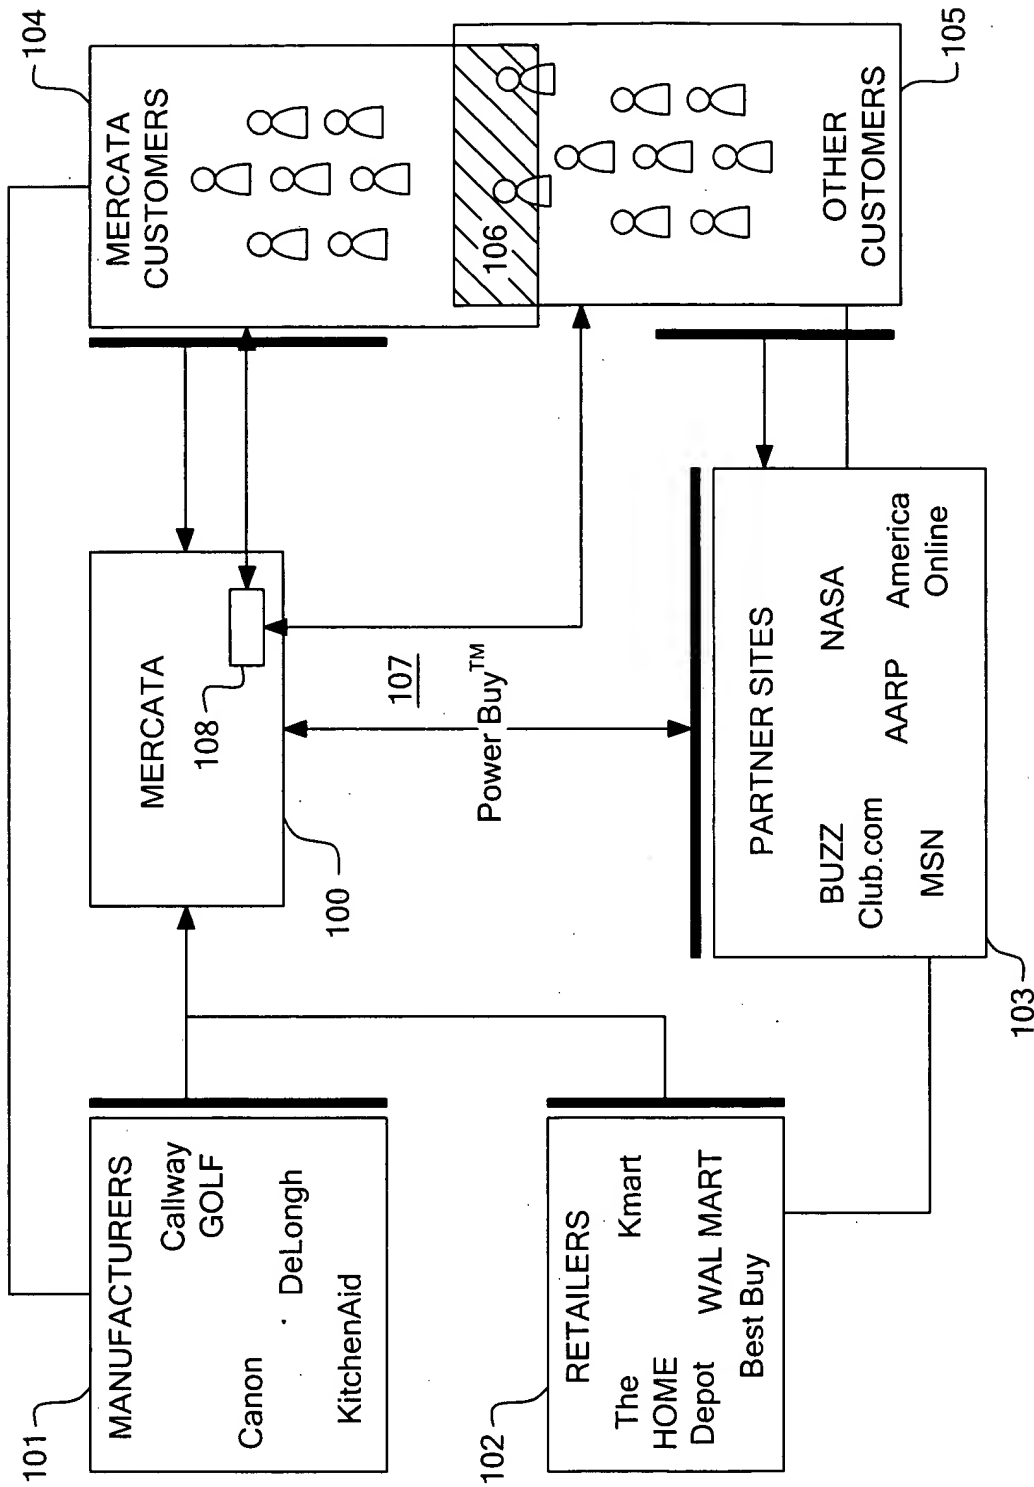 101
MANUFACTURERS
Callway
GOLF
Canon
DeLongh
KitchenAid
102
RETAILERS
The
HOME
Depot
Kmart
WAL MART
Best Buy
100
MERCATA
108
107
Power Buy™
103
PARTNER SITES
BUZZ
Club.com
NASA
MSN
AARP
America
Online
104
MERCATA
CUSTOMERS
106
OTHER
CUSTOMERS
105